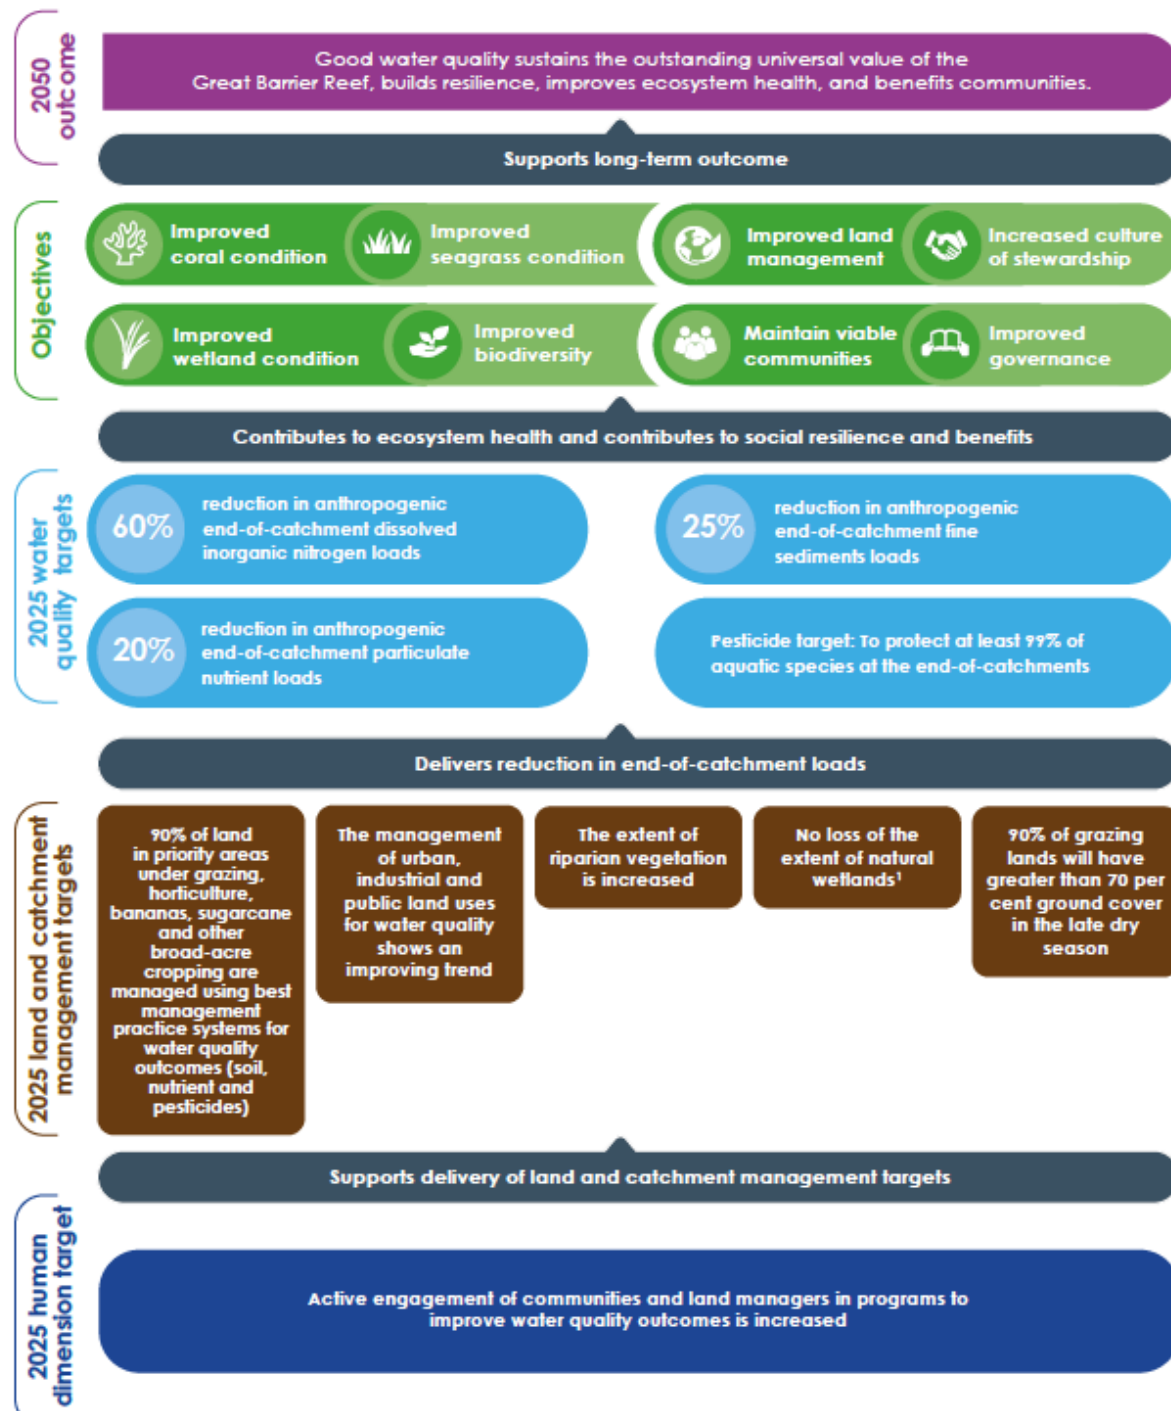 2050
outcome
Good water quality sustains the outstanding universal value of the
Great Barrier Reef, builds resilience, improves ecosystem health, and benefits communities.
Supports long-term outcome
Objectives
Improved
coral condition
Improved
seagrass condition
Improved land
management
Increased culture
of stewardship
Improved
wetland condition
Improved
biodiversity
Maintain viable
communities
Improved
governance
Contributes to ecosystem health and contributes to social resilience and benefits
2025 water
quality targets
60%
reduction in anthropogenic
end-of-catchment dissolved
inorganic nitrogen loads
25%
reduction in anthropogenic
end-of-catchment fine
sediments loads
20%
reduction in anthropogenic
end-of-catchment particulate
nutrient loads
Pesticide target: To protect at least 99% of
aquatic species at the end-of-catchments
Delivers reduction in end-of-catchment loads
2025 land and catchment
management targets
90% of land
in priority areas
under grazing,
horticulture,
bananas, sugarcane
and other
broad-acre
cropping are
managed using best
management
practice systems for
water quality
outcomes (soil,
nutrient and
pesticides)
The management
of urban,
industrial and
public land uses
for water quality
shows an
improving trend
The extent of
riparian vegetation
is increased
No loss of the
extent of natural
wetlands¹
90% of grazing
lands will have
greater than 70 per
cent ground cover
in the late dry
season
Supports delivery of land and catchment management targets
2025 human
dimension target
Active engagement of communities and land managers in programs to
improve water quality outcomes is increased